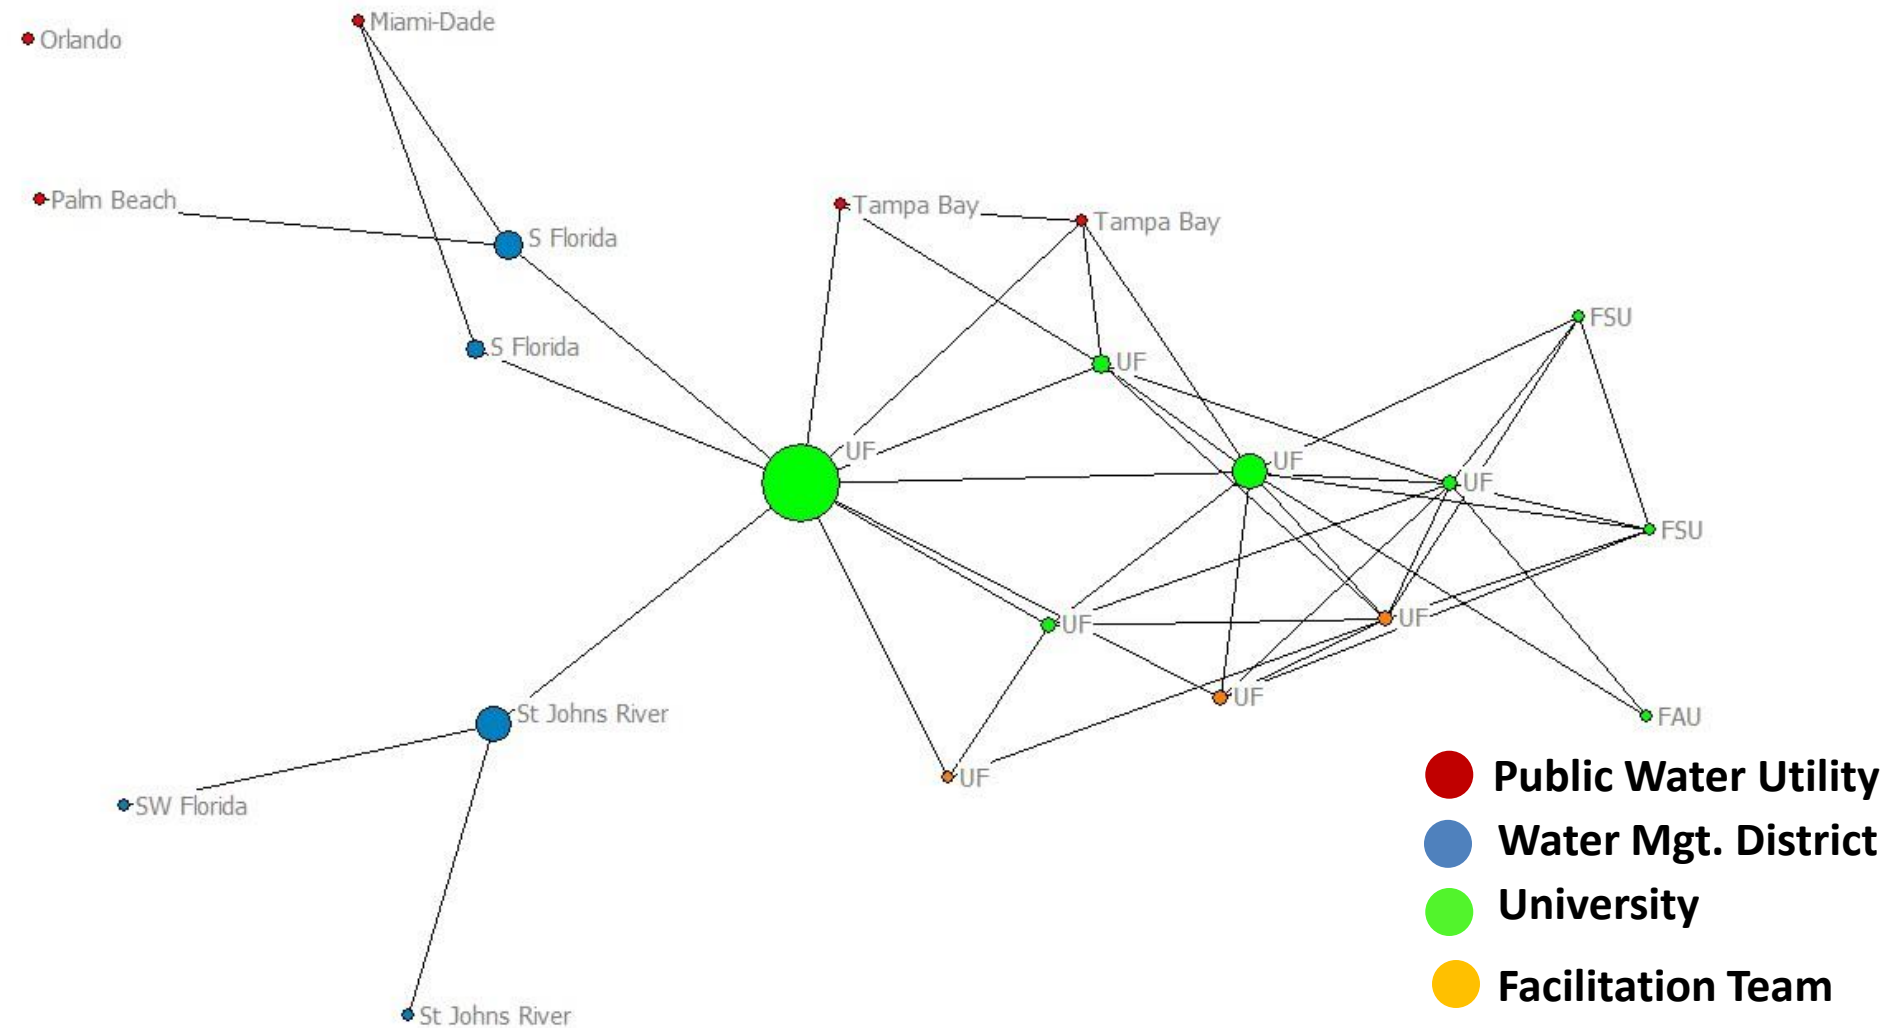 Miami-Dade
Orlando
Palm Beach
Tampa Bay
Tampa Bay
S Florida
FSU
S Florida
UF
UF
UF
UF
FSU
UF
UF
UF
St Johns River
FAU
UF
SW Florida
St Johns River
Public Water Utility
Water Mgt. District
University
Facilitation Team